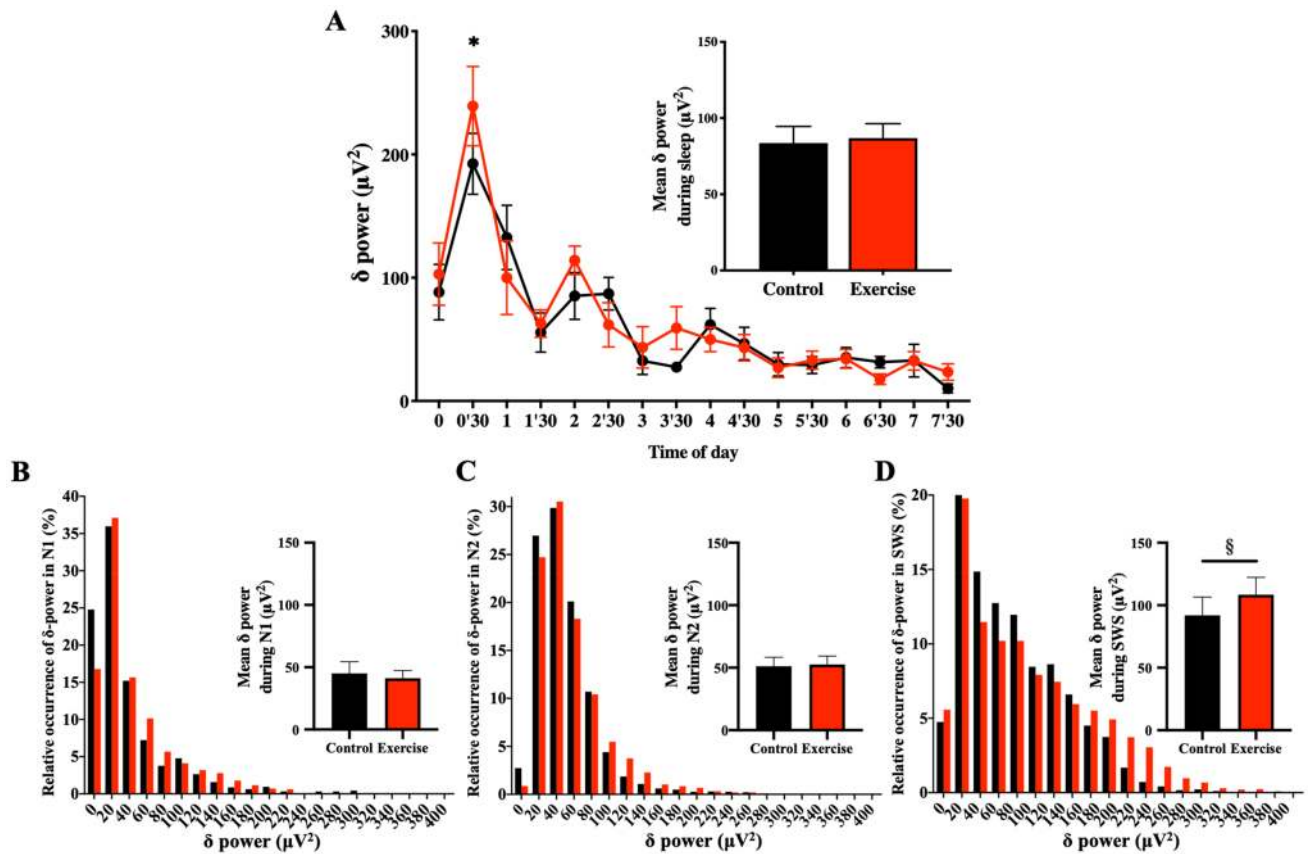 A
300
200
100
0
δ power (µV²)
*
0 0'30 1 1'30 2 2'30 3 3'30 4 4'30 5 5'30 6 6'30 7 7'30
Time of day
150
100
50
0
Mean δ power
during sleep (µV²)
Control Exercise
B
40
35
30
25
20
15
10
5
0
Relative occurrence of δ-power in N1 (%)
0 20 40 60 80 100 120 140 160 180 200 220 240 260 280 300 320 340 360 380 400
δ power (µV²)
150
100
50
0
Mean δ power
during N1 (µV²)
Control Exercise
C
30
25
20
15
10
5
0
Relative occurrence of δ-power in N2 (%)
0 20 40 60 80 100 120 140 160 180 200 220 240 260 280 300 320 340 360 380 400
δ power (µV²)
150
100
50
0
Mean δ power
during N2 (µV²)
Control Exercise
D
20
15
10
5
0
Relative occurrence of δ-power in SWS (%)
0 20 40 60 80 100 120 140 160 180 200 220 240 260 280 300 320 340 360 380 400
δ power (µV²)
150
100
50
0
Mean δ power
during SWS (µV²)
§
Control Exercise